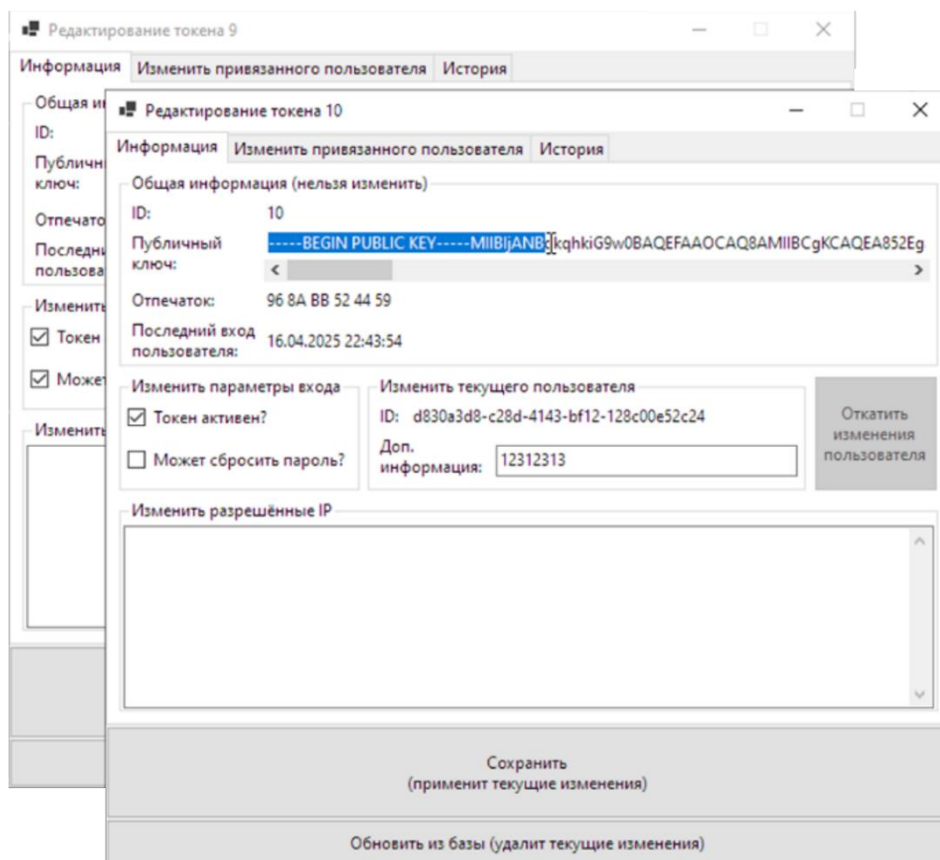 Редактирование токена 9
Информация Изменить привязанного пользователя История
ID:
Последн
Изменить
Токен
Может
Изменить
Редактирование токена 10
Информация Изменить привязанного пользователя История
Общая информация (нельзя изменить)
ID: 10
Публичный ключ: -----BEGIN PUBLIC KEY-----
Отпечаток: 96 8A BB 52 44 59
Последний вход
пользователя: 16.04.2025 22:43:54
Изменить параметры входа
Токен активен?
Может сбросить пароль?
Изменить текущего пользователя
ID: d830a3d8-c28d-4143-bf12-128c00e52c24
Доп.
информация: 12312313
Откатить
изменения
пользователя
Изменить разрешённые IP
Сохранить
(применит текущие изменения)
Обновить из базы (удалит текущие изменения)